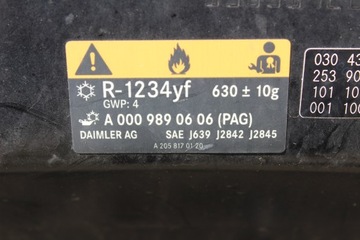 R-1234yf 630 ± 10g
GWP: 4
A 000 989 06 06 (PAG)
DAIMLER AG SAE J639 J2842 J2845
A 205 817 01 20
030 43
253 90
101 10
001 100